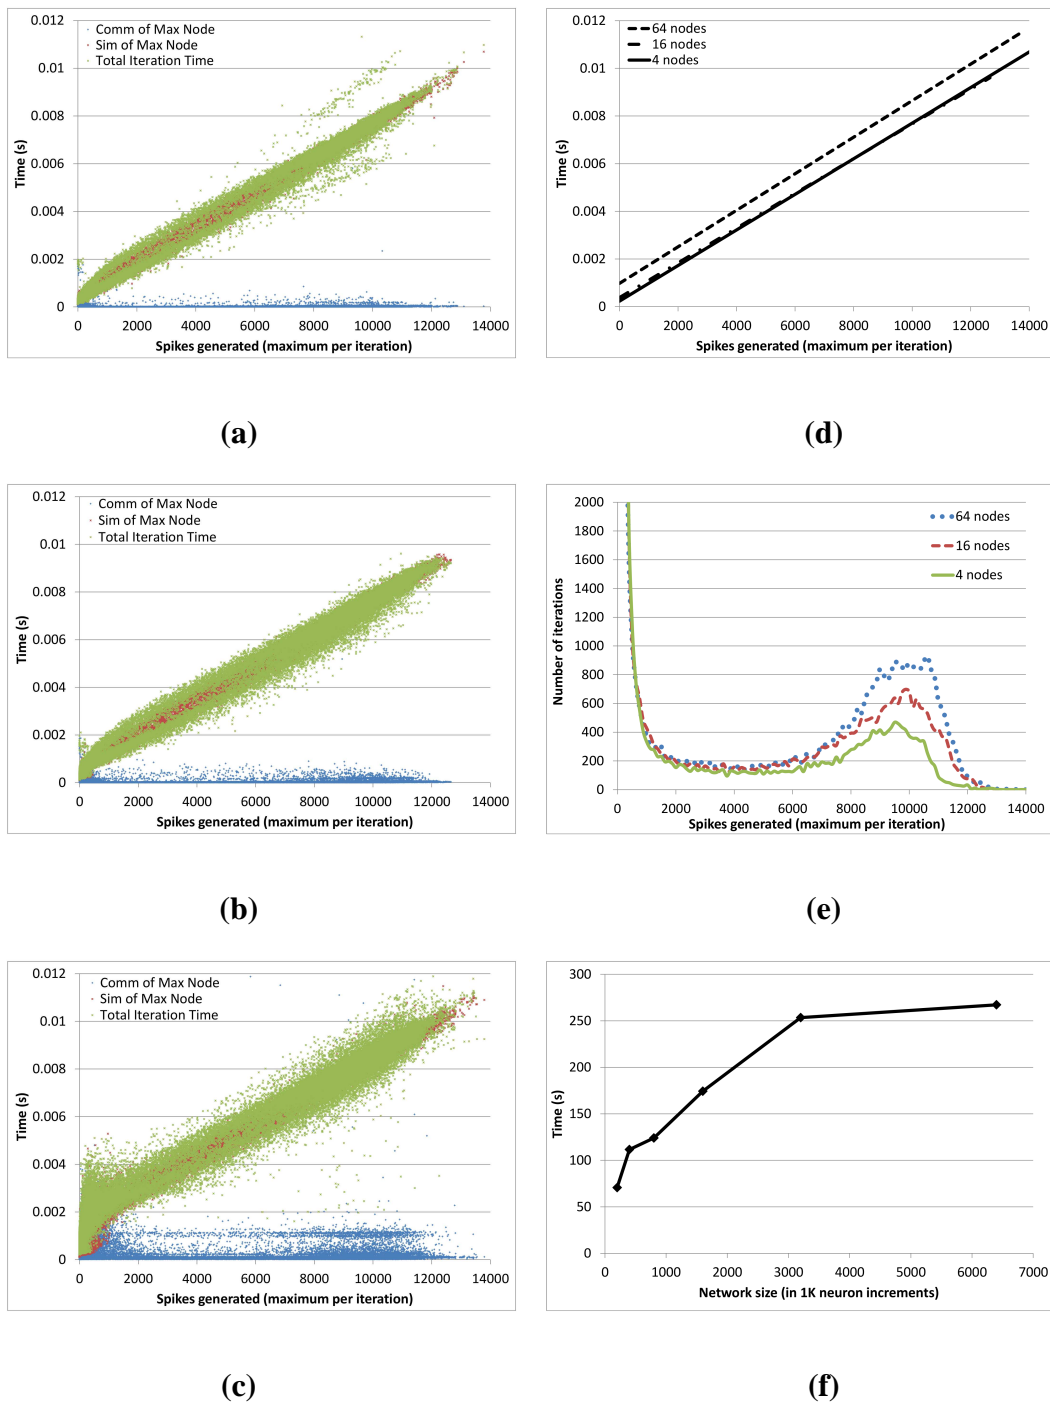 0.012
0.01
0.008
0.006
0.004
0.002
0
Time (s)
Comm of Max Node
Sim of Max Node
Total Iteration Time
0 2000 4000 6000 8000 10000 12000 14000
Spikes generated (maximum per iteration)
(a)
0.012
0.01
0.008
0.006
0.004
0.002
0
Time (s)
64 nodes
16 nodes
4 nodes
0 2000 4000 6000 8000 10000 12000 14000
Spikes generated (maximum per iteration)
(d)
0.012
0.01
0.008
0.006
0.004
0.002
0
Time (s)
Comm of Max Node
Sim of Max Node
Total Iteration Time
0 2000 4000 6000 8000 10000 12000 14000
Spikes generated (maximum per iteration)
(b)
2000
1800
1600
1400
1200
1000
800
600
400
200
0
Number of iterations
64 nodes
16 nodes
4 nodes
0 2000 4000 6000 8000 10000 12000 14000
Spikes generated (maximum per iteration)
(e)
0.012
0.01
0.008
0.006
0.004
0.002
0
Time (s)
Comm of Max Node
Sim of Max Node
Total Iteration Time
0 2000 4000 6000 8000 10000 12000 14000
Spikes generated (maximum per iteration)
(c)
300
250
200
150
100
50
0
Time (s)
0 1000 2000 3000 4000 5000 6000 7000
Network size (in 1K neuron increments)
(f)